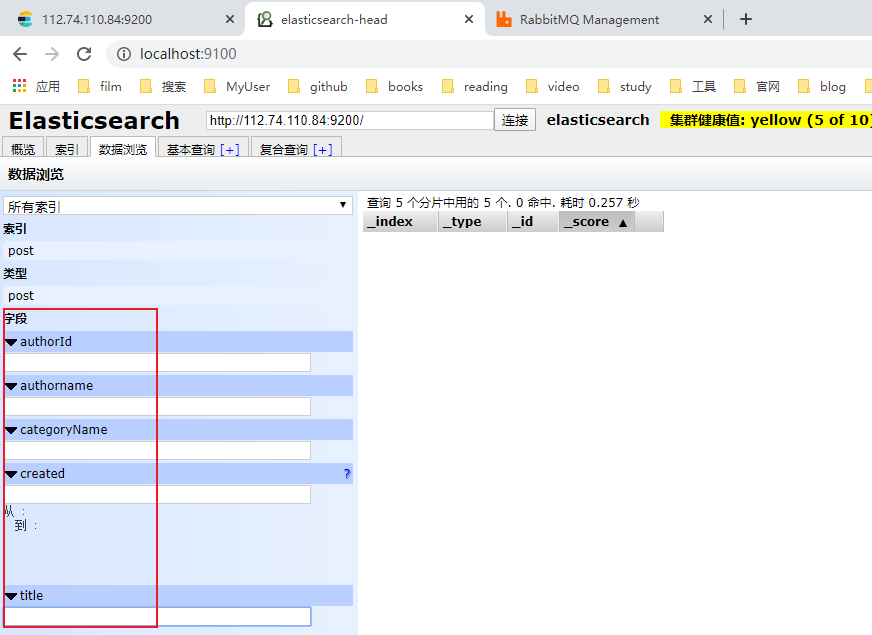 112.74.110.84:9200
elasticsearch-head
RabbitMQ Management
localhost:9100
应用 film 搜索 MyUser github books reading video study 工具 官网 blog
Elasticsearch http://112.74.110.84:9200/ 连接 elasticsearch 集群健康值: yellow (5 of 10)
概览 索引 数据浏览 基本查询 [+] 复合查询 [+]
数据浏览
所有索引
索引
post
类型
post
字段
authorId
authorname
categoryName
created ?
从 :
到 :
title
查询 5 个分片中用的 5 个. 0 命中. 耗时 0.257 秒
_index _type _id _score ▲